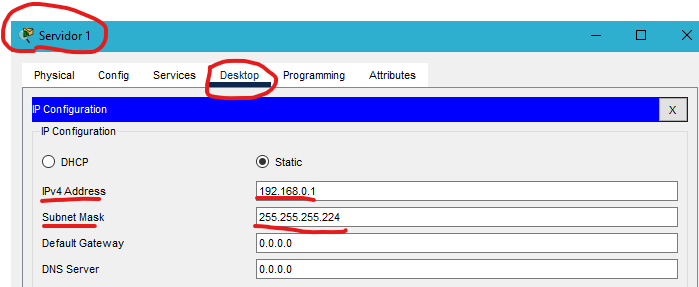 Servidor 1
Physical Config Services Desktop Programming Attributes
IP Configuration X
IP Configuration
DHCP Static
IPv4 Address 192.168.0.1
Subnet Mask 255.255.255.224
Default Gateway 0.0.0.0
DNS Server 0.0.0.0